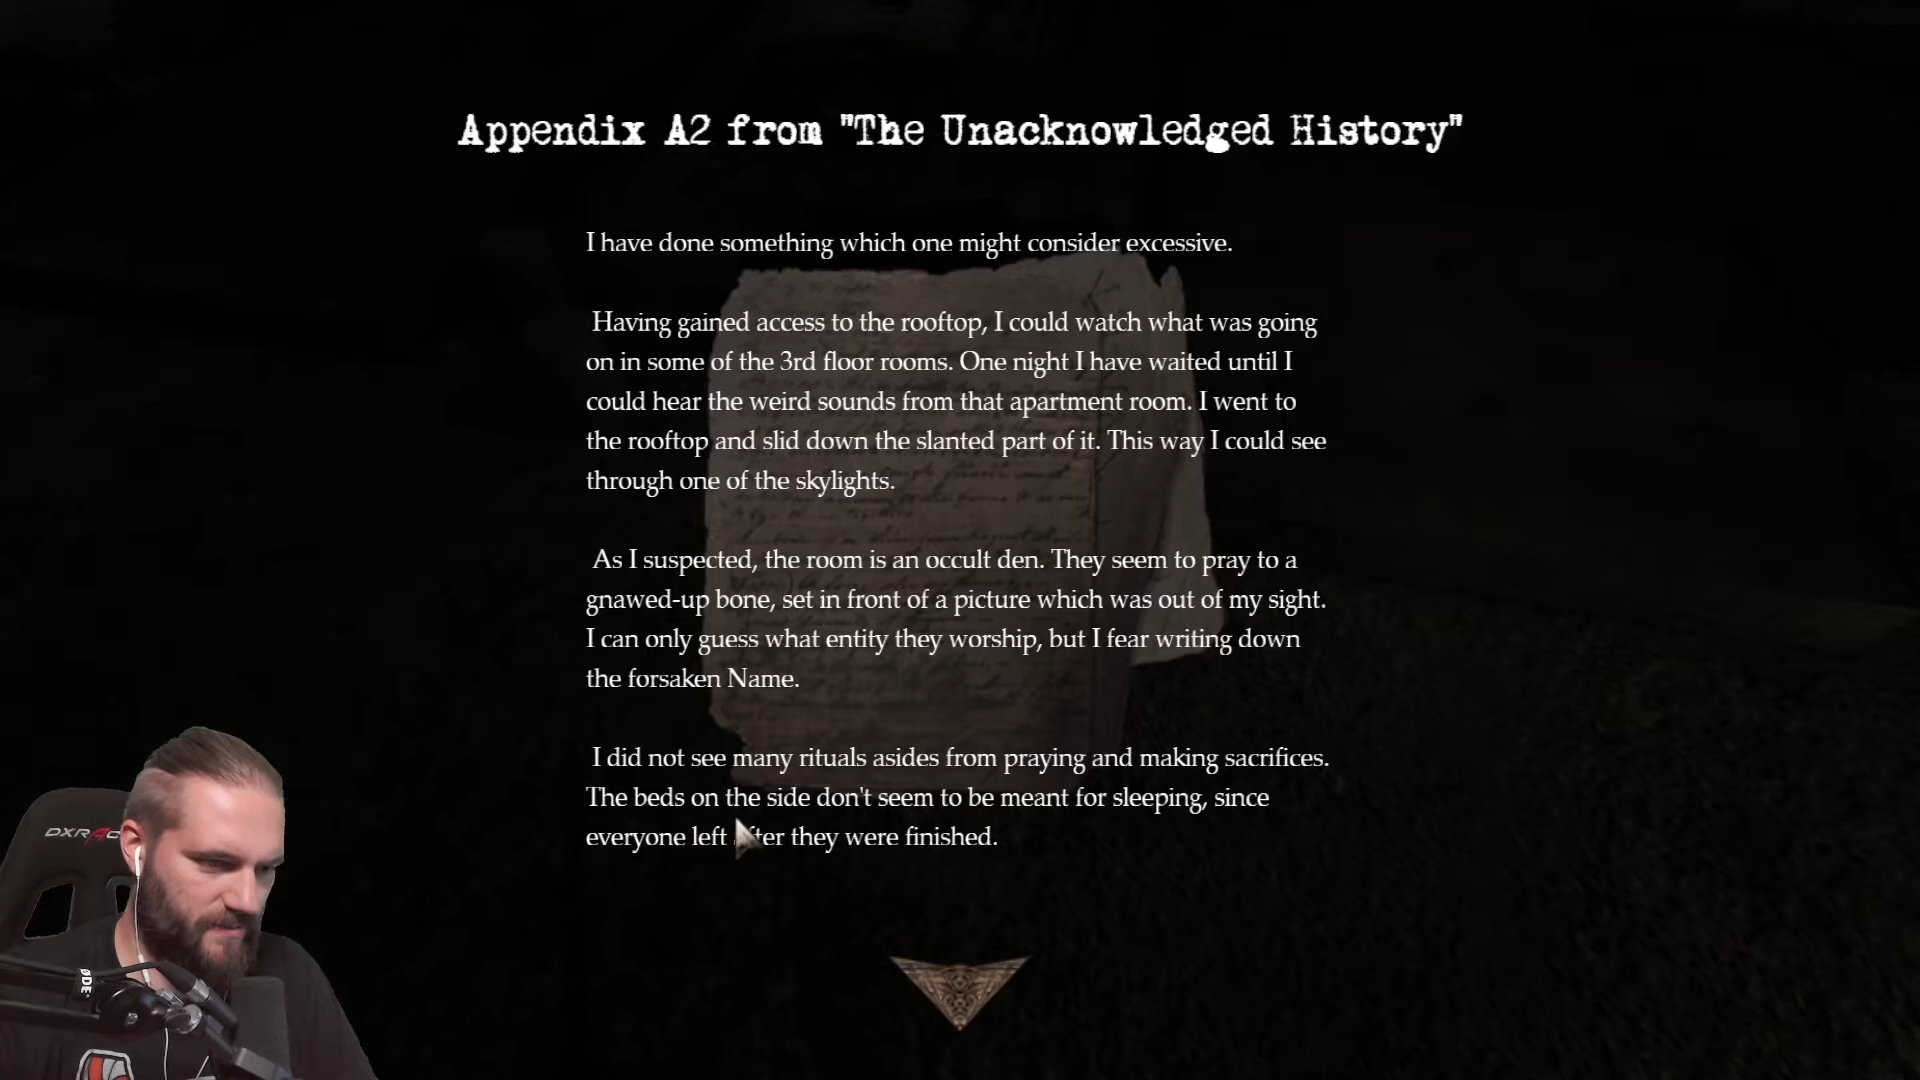 Appendix A2 from "The Unacknowledged History"
I have done something which one might consider excessive.
Having gained access to the rooftop, I could watch what was going
on in some of the 3rd floor rooms. One night I have waited until I
could hear the weird sounds from that apartment room. I went to
the rooftop and slid down the slanted part of it. This way I could see
through one of the skylights.
As I suspected, the room is an occult den. They seem to pray to a
gnawed-up bone, set in front of a picture which was out of my sight.
I can only guess what entity they worship, but I fear writing down
the forsaken Name.
I did not see many rituals asides from praying and making sacrifices.
The beds on the side don't seem to be meant for sleeping, since
everyone left after they were finished.
DXRAC
RØDE